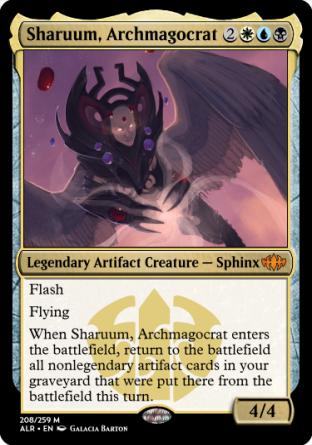 Sharuum, Archmagocrat 2
Legendary Artifact Creature — Sphinx
Flash
Flying
When Sharuum, Archmagocrat enters
the battlefield, return to the battlefield
all nonlegendary artifact cards in your
graveyard that were put there from the
battlefield this turn.
4/4
208/259 M
ALR • EN Galacia Barton